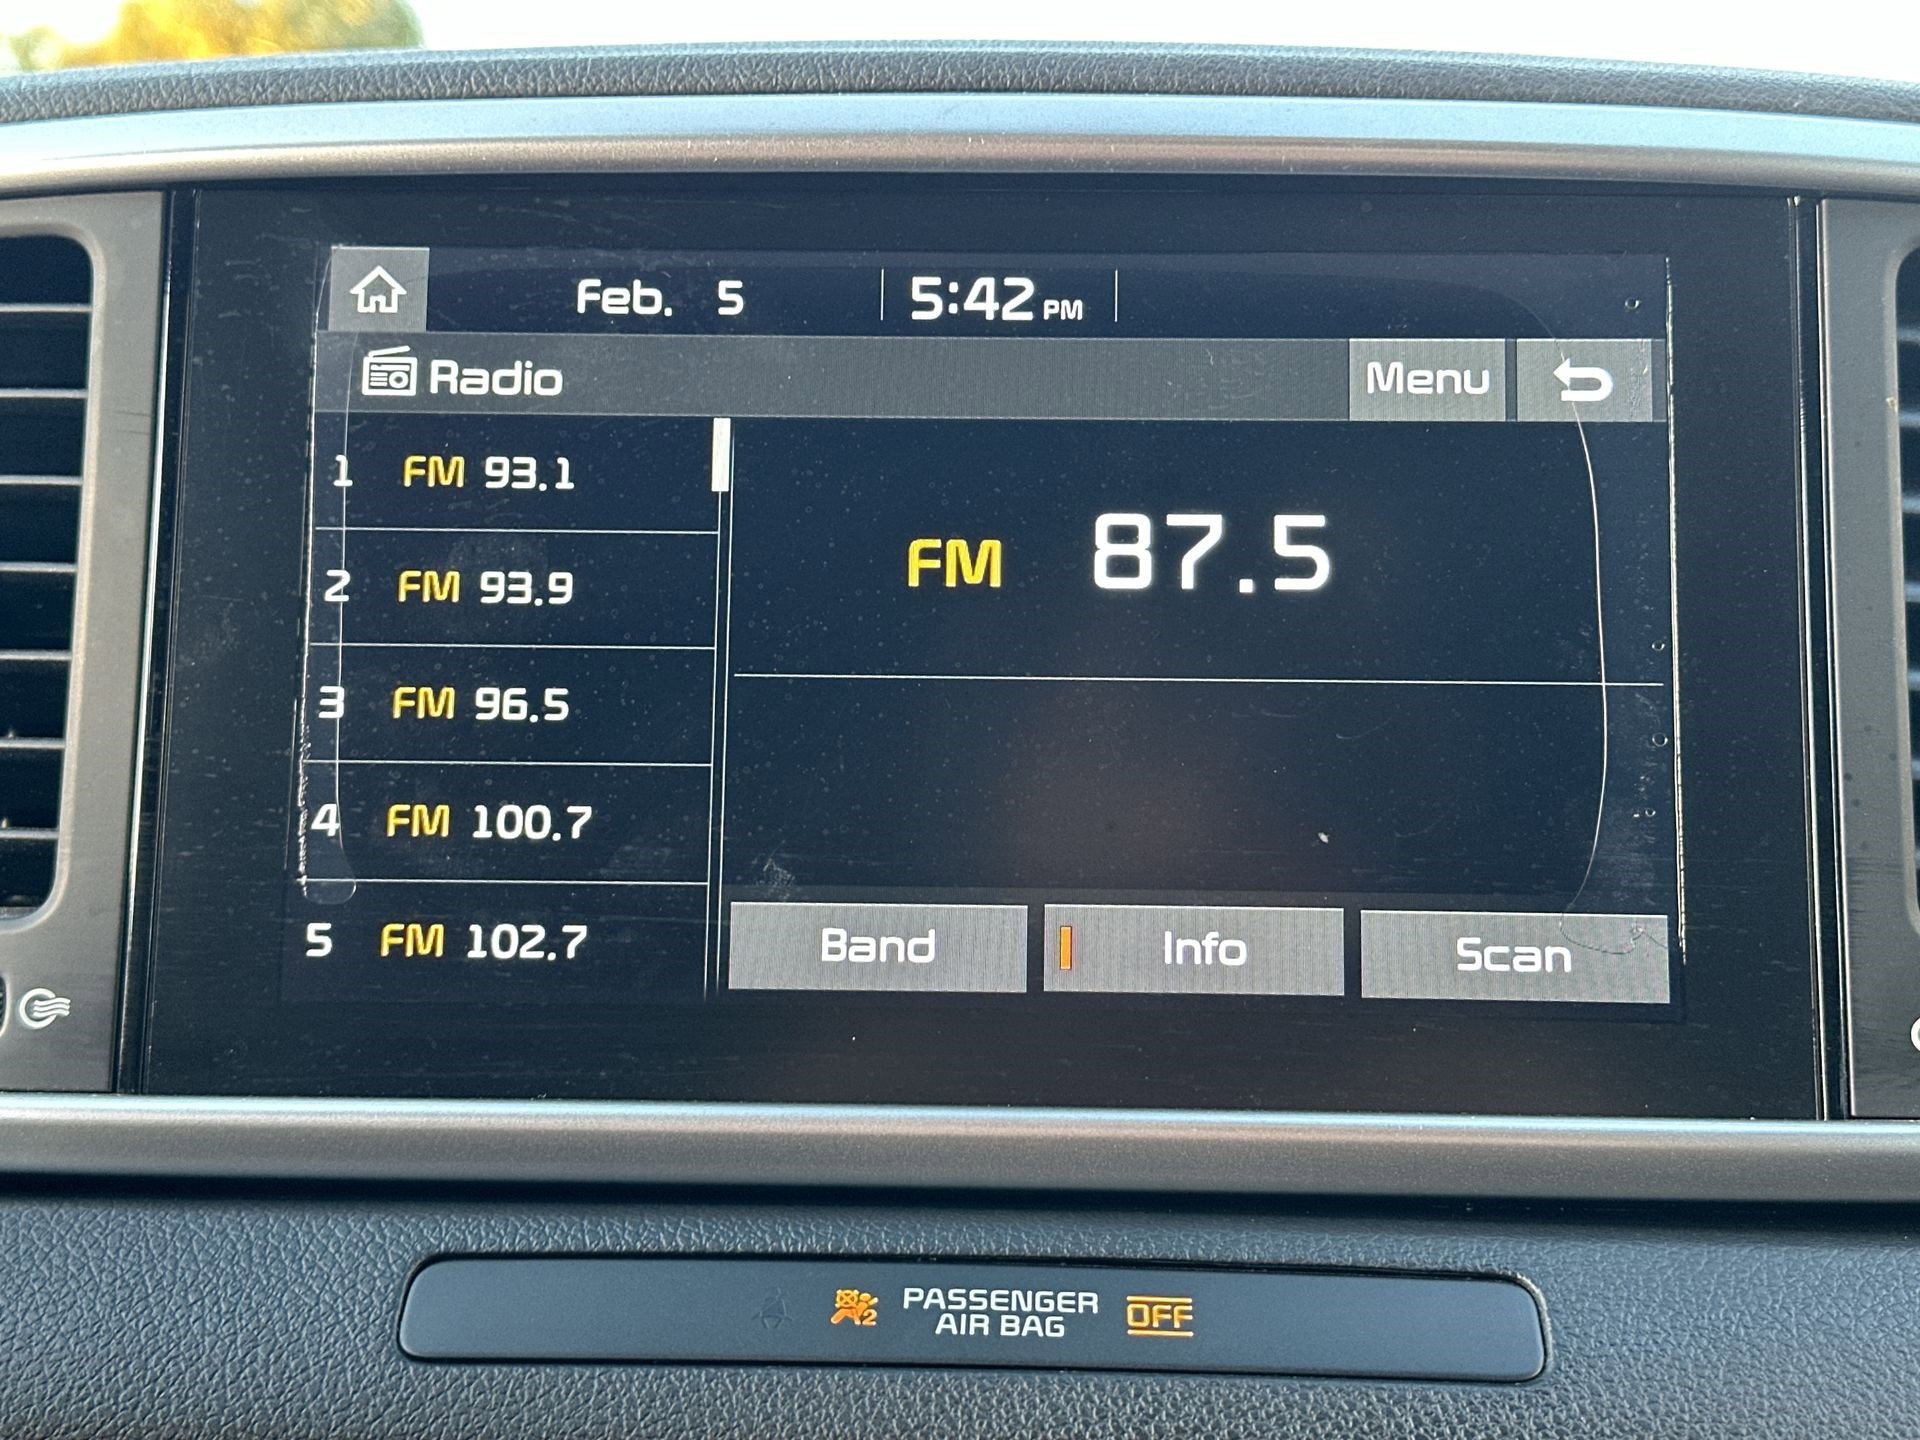 Feb. 5 5:42 PM
Radio Menu
1 FM 93.1
2 FM 93.9
3 FM 96.5
4 FM 100.7
5 FM 102.7
FM 87.5
Band Info Scan
2 PASSENGER
AIR BAG OFF